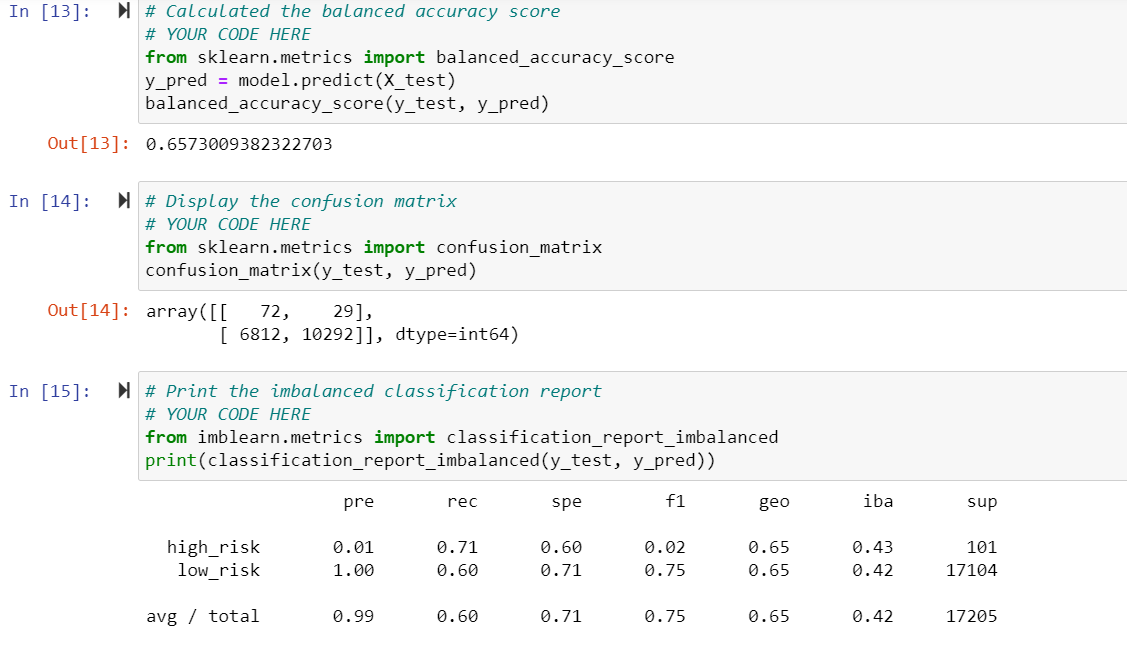 In [13]: # Calculated the balanced accuracy score
# YOUR CODE HERE
from sklearn.metrics import balanced_accuracy_score
y_pred = model.predict(X_test)
balanced_accuracy_score(y_test, y_pred)
Out[13]: 0.6573009382322703
In [14]: # Display the confusion matrix
# YOUR CODE HERE
from sklearn.metrics import confusion_matrix
confusion_matrix(y_test, y_pred)
Out[14]: array([[   72,    29],
       [ 6812, 10292]], dtype=int64)
In [15]: # Print the imbalanced classification report
# YOUR CODE HERE
from imblearn.metrics import classification_report_imbalanced
print(classification_report_imbalanced(y_test, y_pred))
pre rec spe f1 geo iba sup
high_risk 0.01 0.71 0.60 0.02 0.65 0.43 101
low_risk 1.00 0.60 0.71 0.75 0.65 0.42 17104
avg / total 0.99 0.60 0.71 0.75 0.65 0.42 17205